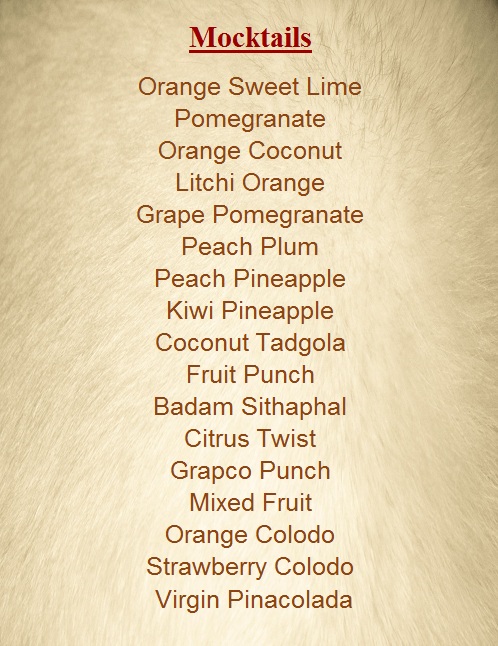 Mocktails
Orange Sweet Lime
Pomegranate
Orange Coconut
Litchi Orange
Grape Pomegranate
Peach Plum
Peach Pineapple
Kiwi Pineapple
Coconut Tadgola
Fruit Punch
Badam Sithaphal
Citrus Twist
Grapco Punch
Mixed Fruit
Orange Colodo
Strawberry Colodo
Virgin Pinacolada